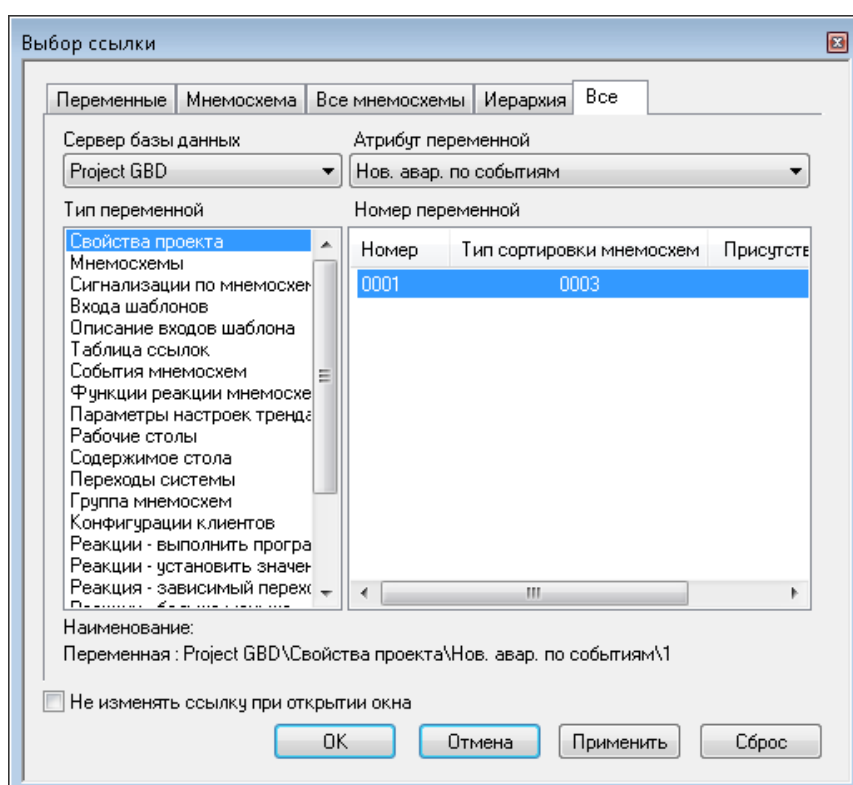 Выбор ссылки
Переменные Мнемосхема Все мнемосхемы Иерархия Все
Сервер базы данных Атрибут переменной
Project GBD Нов. авар. по событиям
Тип переменной Номер переменной
Свойства проекта
Мнемосхемы
Сигнализации по мнемосхем
Входа шаблонов
Описание входов шаблона
Таблица ссылок
События мнемосхем
Функции реакции мнемосхе
Параметры настроек тренда
Рабочие столы
Содержимое стола
Переходы системы
Группа мнемосхем
Конфигурации клиентов
Реакции - выполнить програ
Реакции - установить значен
Реакция - зависимый перехо
Номер Тип сортировки мнемосхем Присутств
0001 0003
Наименование:
Переменная : Project GBD\Свойства проекта\Нов. авар. по событиям\1
Не изменять ссылку при открытии окна
OK Отмена Применить Сброс